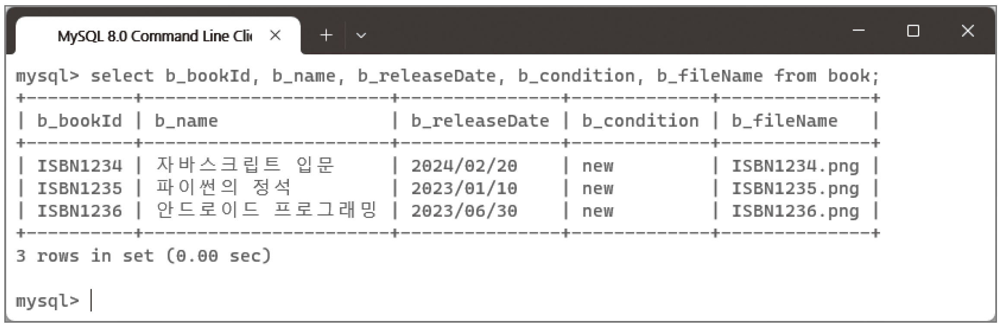 MySQL 8.0 Command Line Cli
mysql> select b_bookId, b_name, b_releaseDate, b_condition, b_fileName from book;
+----------+-----------------------+---------------+-------------+--------------+
| b_bookId | b_name                | b_releaseDate | b_condition | b_fileName   |
+----------+-----------------------+---------------+-------------+--------------+
| ISBN1234 | 자바스크립트 입문 | 2024/02/20 | new | ISBN1234.png |
| ISBN1235 | 파이썬의 정석 | 2023/01/10 | new | ISBN1235.png |
| ISBN1236 | 안드로이드 프로그래밍 | 2023/06/30 | new | ISBN1236.png |
+----------+-----------------------+---------------+-------------+--------------+
3 rows in set (0.00 sec)
mysql>